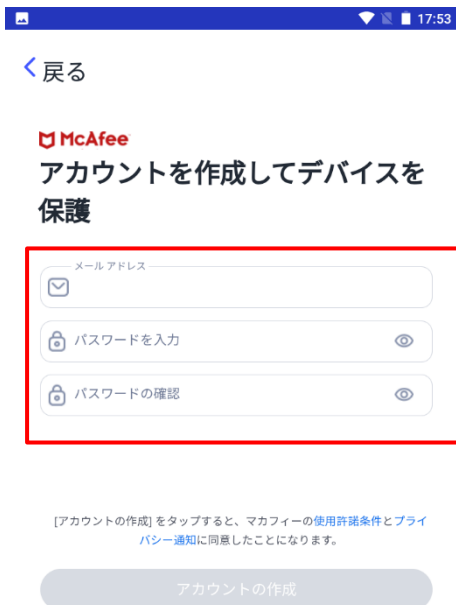 17:53
戻る
McAfee
アカウントを作成してデバイスを
保護
メール アドレス
パスワードを入力
パスワードの確認
[アカウントの作成] をタップすると、マカフィーの使用許諾条件とプライ
バシー通知に同意したことになります。
アカウントの作成